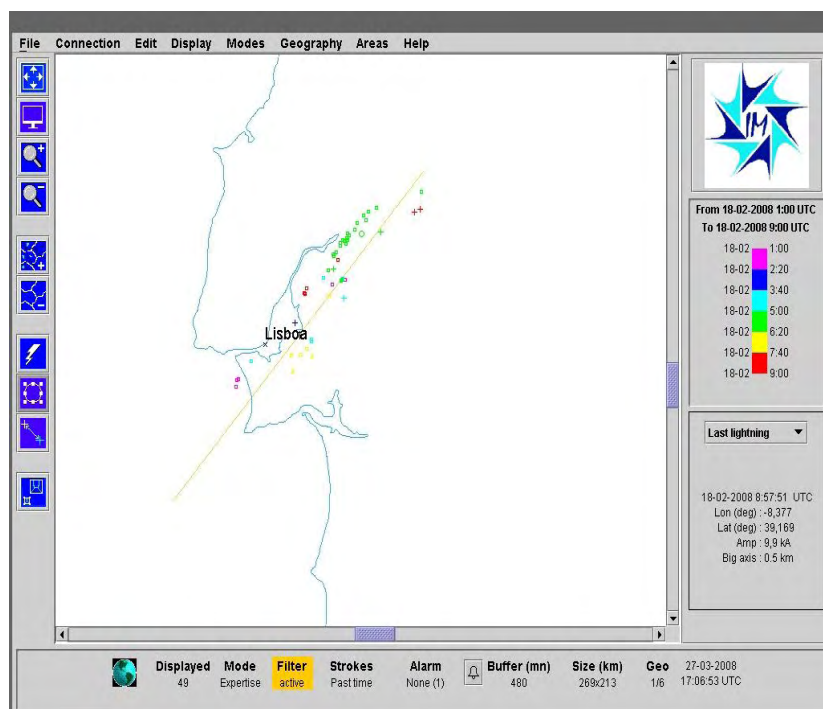 File Connection Edit Display Modes Geography Areas Help
IM
Lisboa
From 18-02-2008 1:00 UTC
To 18-02-2008 9:00 UTC
18-02 1:00
18-02 2:20
18-02 3:40
18-02 5:00
18-02 6:20
18-02 7:40
18-02 9:00
Last lightning
18-02-2008 8:57:51 UTC
Lon (deg) : -8,377
Lat (deg) : 39,169
Amp : 9,9 kA
Big axis : 0.5 km
Displayed Mode Filter Strokes Alarm Buffer (mn) Size (km) Geo 27-03-2008
49 Expertise active Past time None (1) 480 269x213 1/6 17:06:53 UTC